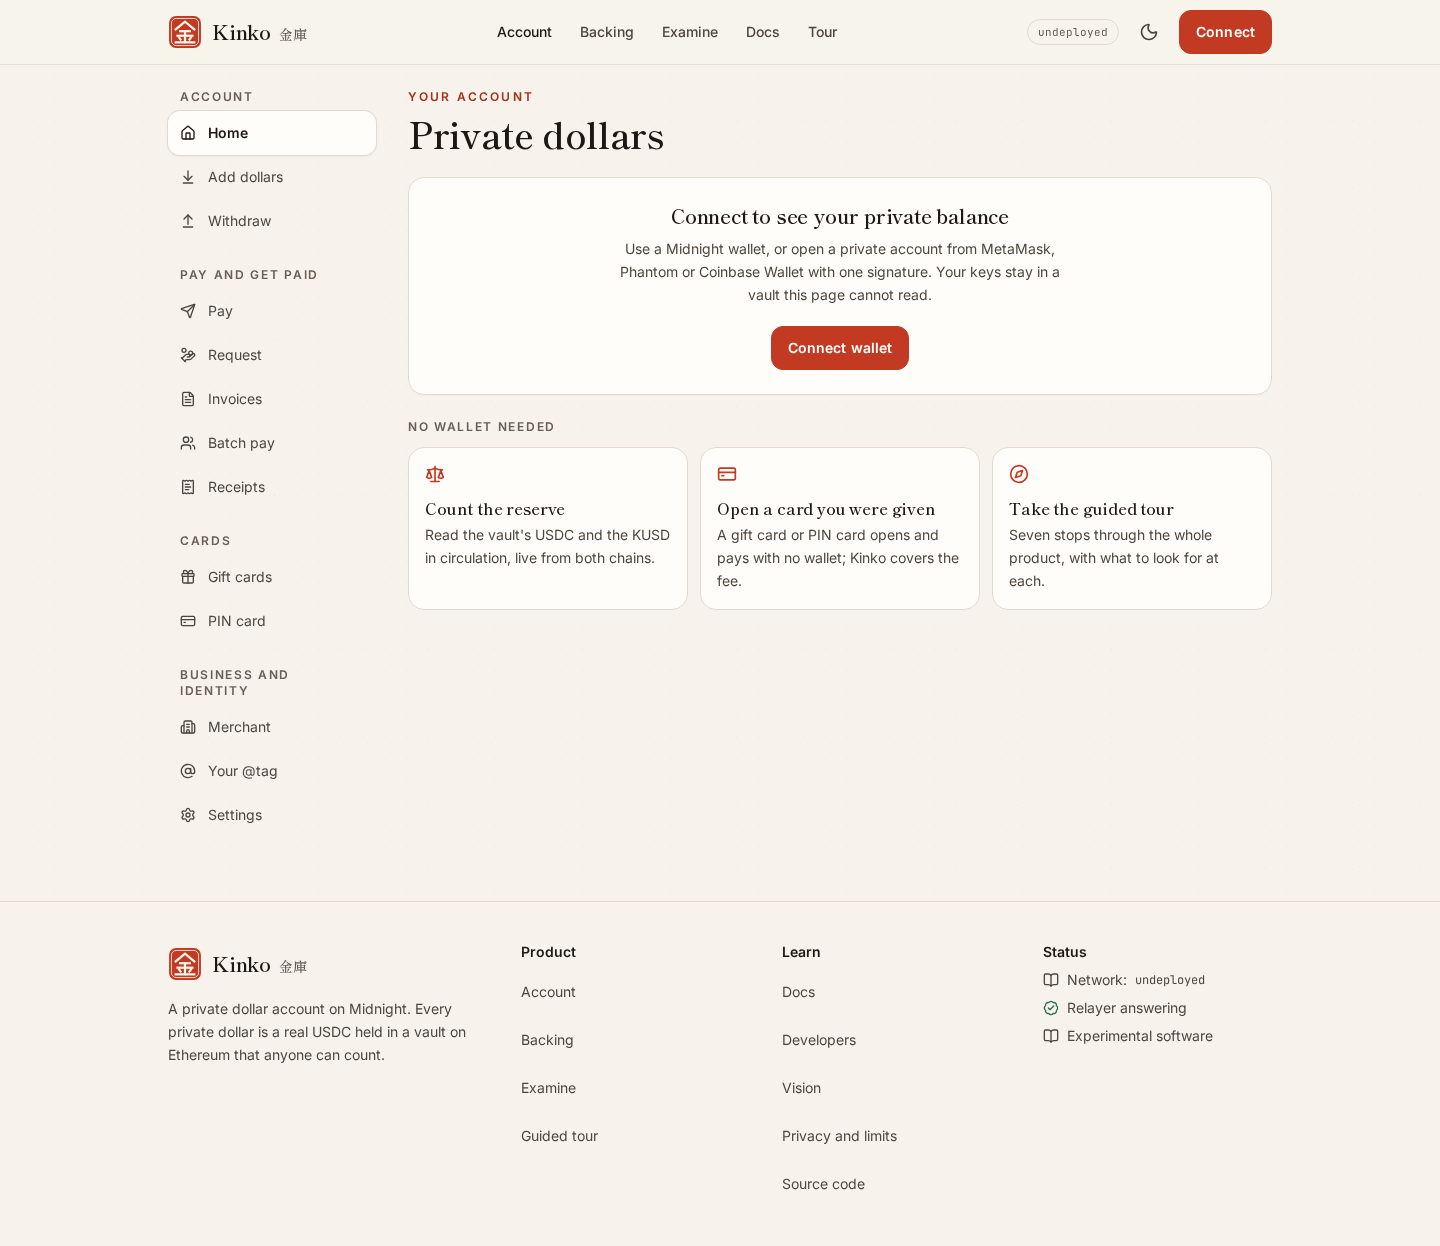 金 Kinko 金庫
Account
Backing
Examine
Docs
Tour
undeployed
Connect
ACCOUNT
Home
Add dollars
Withdraw
PAY AND GET PAID
Pay
Request
Invoices
Batch pay
Receipts
CARDS
Gift cards
PIN card
BUSINESS AND
IDENTITY
Merchant
Your @tag
Settings
YOUR ACCOUNT
Private dollars
Connect to see your private balance
Use a Midnight wallet, or open a private account from MetaMask,
Phantom or Coinbase Wallet with one signature. Your keys stay in a
vault this page cannot read.
Connect wallet
NO WALLET NEEDED
Count the reserve
Read the vault's USDC and the KUSD
in circulation, live from both chains.
Open a card you were given
A gift card or PIN card opens and
pays with no wallet; Kinko covers the
fee.
Take the guided tour
Seven stops through the whole
product, with what to look for at
each.
金 Kinko 金庫
A private dollar account on Midnight. Every
private dollar is a real USDC held in a vault on
Ethereum that anyone can count.
Product
Account
Backing
Examine
Guided tour
Learn
Docs
Developers
Vision
Privacy and limits
Source code
Status
Network: undeployed
Relayer answering
Experimental software